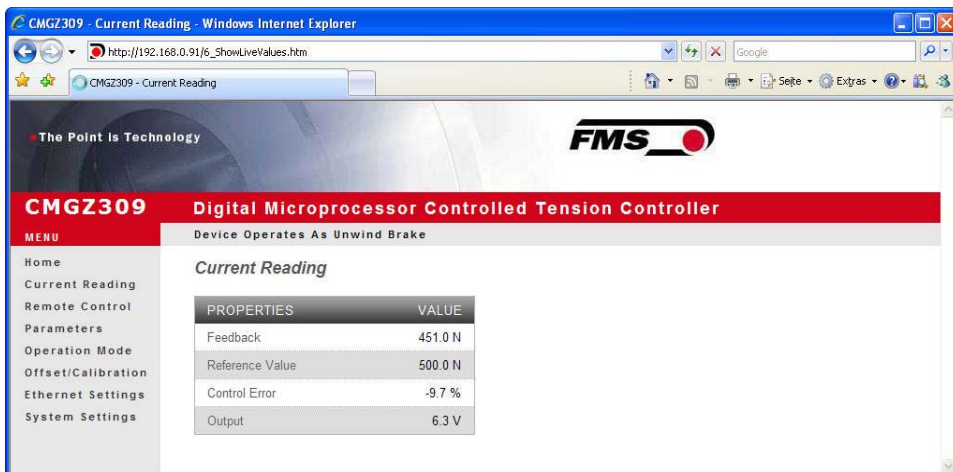 CMGZ309 - Current Reading - Windows Internet Explorer
http://192.168.0.91/6_ShowLiveValues.htm
Google
CMGZ309 - Current Reading
Seite
Extras
The Point Is Technology
FMS
CMGZ309
Digital Microprocessor Controlled Tension Controller
MENU
Device Operates As Unwind Brake
Home
Current Reading
Remote Control
Parameters
Operation Mode
Offset/Calibration
Ethernet Settings
System Settings
Current Reading
PROPERTIES VALUE
Feedback 451.0 N
Reference Value 500.0 N
Control Error -9.7 %
Output 6.3 V